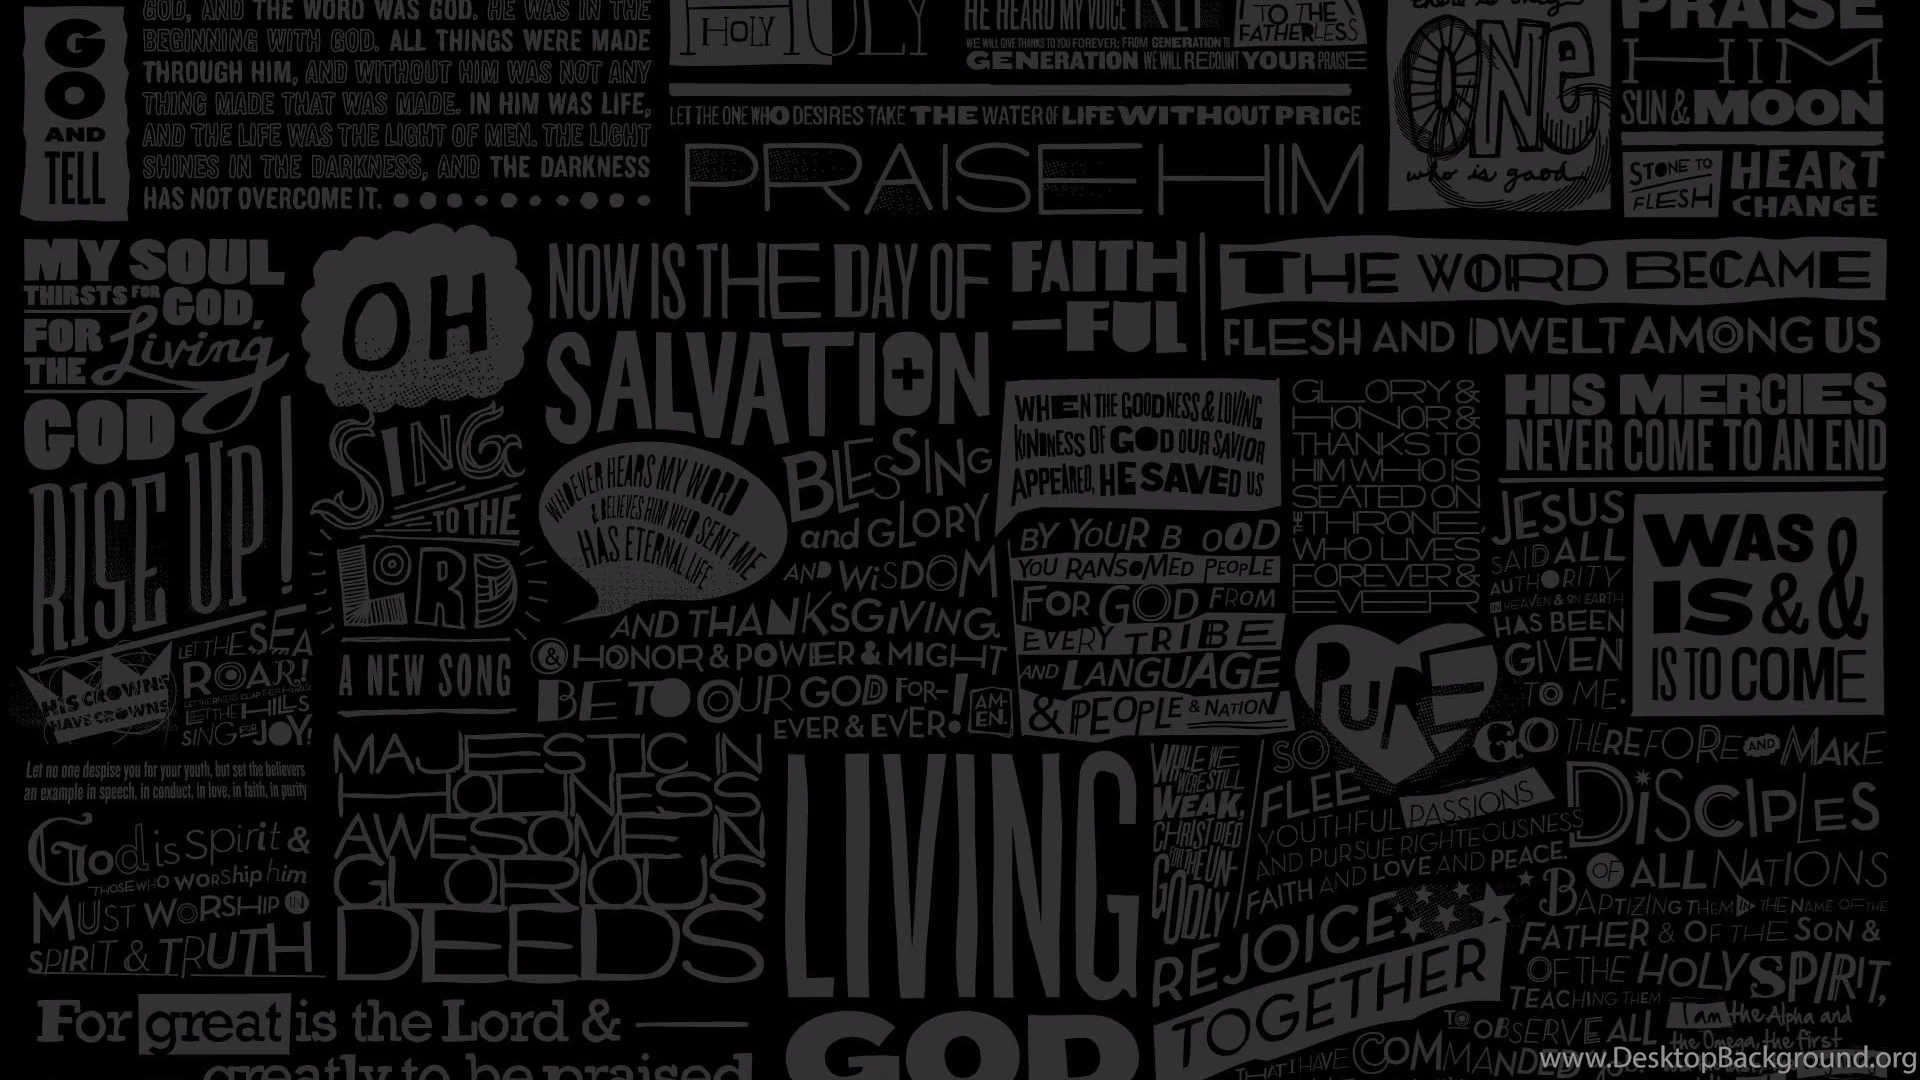 GO
AND
TELL
GOD, AND THE WORD WAS GOD. HE WAS IN THE
BEGINNING WITH GOD. ALL THINGS WERE MADE
THROUGH HIM, AND WITHOUT HIM WAS NOT ANY
THING MADE THAT WAS MADE. IN HIM WAS LIFE,
AND THE LIFE WAS THE LIGHT OF MEN. THE LIGHT
SHINES IN THE DARKNESS, AND THE DARKNESS
HAS NOT OVERCOME IT.
HOLY
HE HEARD MY VOICE
WE WILL GIVE THANKS TO YOU FOREVER; FROM GENERATION TO
GENERATION WE WILL RECOUNT YOUR PRAISE
TO THE
FATHERLESS
LET THE ONE WHO DESIRES TAKE THE WATER OF LIFE WITHOUT PRICE
PRAISE HIM
there is only
ONE
who is good
PRAISE
HIM
SUN & MOON
STONE TO
FLESH
HEART
CHANGE
MY SOUL
THIRSTS FOR
GOD,
FOR
THE
Living
GOD
RISE UP!
OH
SING
TO THE
LORD
A NEW SONG
NOW IS THE DAY OF
SALVATION
FAITH
-FUL
THE WORD BECAME
FLESH AND DWELT AMONG US
WHOEVER HEARS MY WORD
& BELIEVES HIM WHO SENT ME
HAS ETERNAL LIFE
BLESSING
and GLORY
AND WISDOM
AND THANKSGIVING
& HONOR & POWER & MIGHT
BE TO OUR GOD FOR-
EVER & EVER!
AM-
EN.
WHEN THE GOODNESS & LOVING
KINDNESS OF GOD OUR SAVIOR
APPEARED, HE SAVED US
BY YOUR B OOD
YOU RANSOMED PEOPLE
FOR GOD FROM
EVERY TRIBE
AND LANGUAGE
& PEOPLE & NATION
GLORY &
HONOR &
THANKS TO
HIM WHO IS
SEATED ON
THE THRONE
WHO LIVES
FOREVER &
EVER
HIS MERCIES
NEVER COME TO AN END
JESUS
SAID ALL
AUTHORITY
IN HEAVEN & ON EARTH
HAS BEEN
GIVEN
TO ME.
WAS &
IS & &
IS TO COME
HIS CROWNS
HAVE CROWNS
LET THE SEA
ROAR!
LET THE RIVERS CLAP THEIR HANDS
LET THE HILLS
SING FOR JOY!
Let no one despise you for your youth, but set the believers
an example in speech, in conduct, in love, in faith, in purity
God is spirit &
THOSE WHO WORSHIP him
MUST WORSHIP IN
SPIRIT & TRUTH
MAJESTIC IN
HOLINESS
AWESOME IN
GLORIOUS
DEEDS
LIVING
GOD
WHILE WE
WERE STILL
WEAK,
CHRIST DIED
FOR THE UN-
GODLY
PURE
SO
FLEE
YOUTHFUL PASSIONS
AND PURSUE RIGHTEOUSNESS
FAITH AND LOVE AND PEACE.
REJOICE
TOGETHER
GO THEREFORE AND MAKE
DISCIPLES
OF ALL NATIONS
BAPTIZING THEM IN THE NAME OF THE
FATHER & OF THE SON &
OF THE HOLY SPIRIT,
TEACHING THEM
TO OBSERVE ALL
THAT I HAVE COMMANDED
I am the Alpha and
the Omega, the first
For great is the Lord &
greatly to be praised
www.DesktopBackground.org